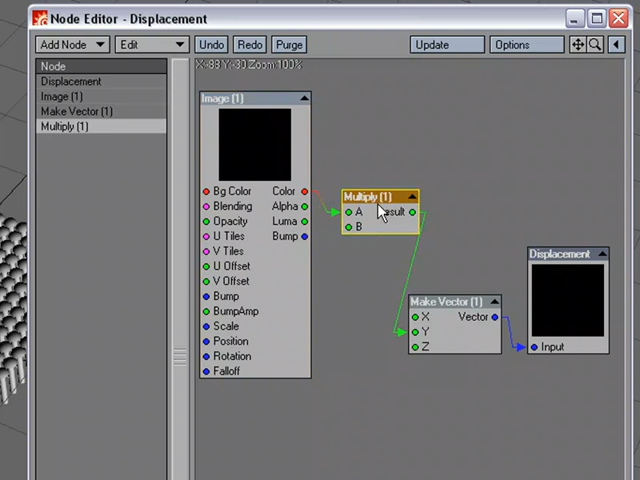 Node Editor - Displacement
Add Node
Edit
Undo
Redo
Purge
Update
Options
Node
Displacement
Image (1)
Make Vector (1)
Multiply (1)
X:-88 Y:-30 Zoom:100%
Image (1)
Bg Color Color
Blending Alpha
Opacity Luma
U Tiles Bump
V Tiles
U Offset
V Offset
Bump
BumpAmp
Scale
Position
Rotation
Falloff
Multiply (1)
A
B
Make Vector (1)
X Vector
Y
Z
Displacement
Input